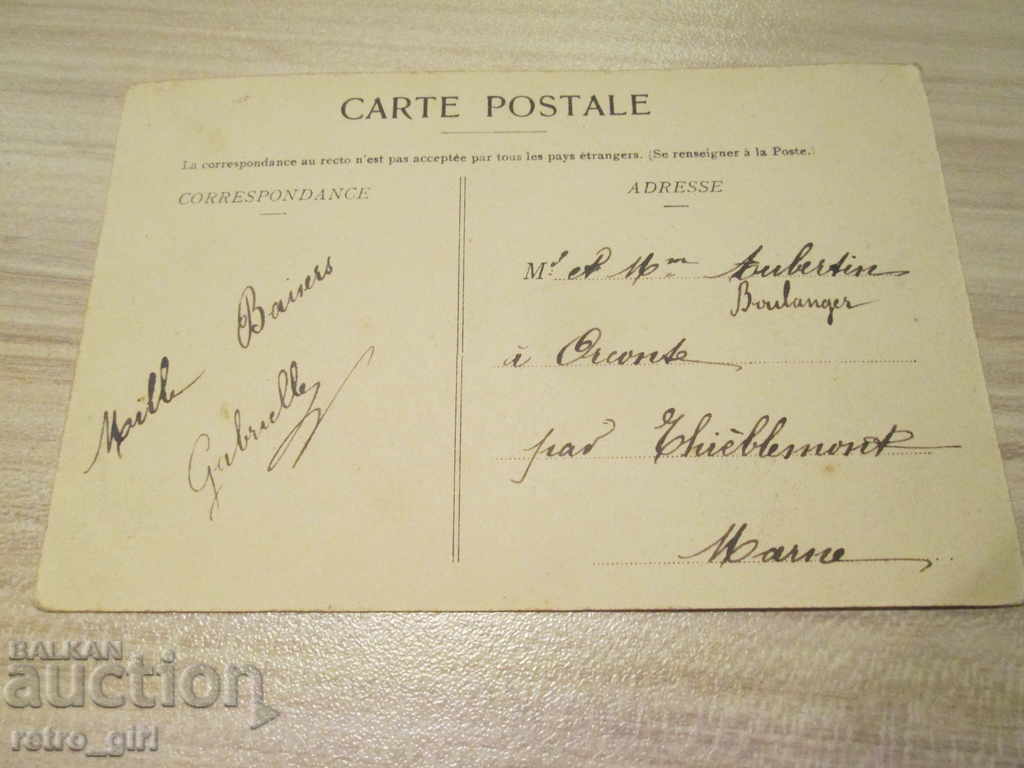 CARTE POSTALE
La correspondance au recto n'est pas acceptée par tous les pays étrangers. (Se renseigner à la Poste.)
CORRESPONDANCE
Mille Baisers
Gabrielle
ADRESSE
Mr et Mme Aubertin
Boulanger
à Orconte
par Thiéblemont
Marne
BALKAN
auction
retro_girl